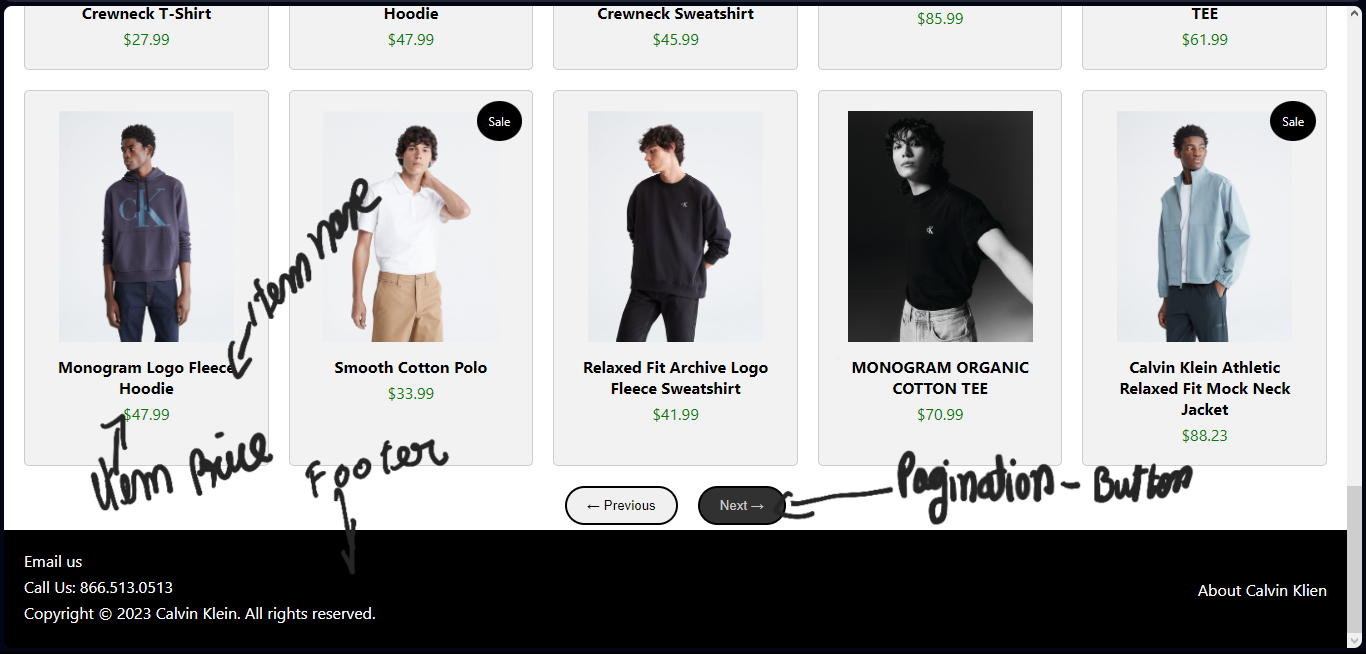 Crewneck T-Shirt
$27.99
Hoodie
$47.99
Crewneck Sweatshirt
$45.99
$85.99
TEE
$61.99
CK
Monogram Logo Fleece
Hoodie
$47.99
Sale
Smooth Cotton Polo
$33.99
CK
Relaxed Fit Archive Logo
Fleece Sweatshirt
$41.99
CK
MONOGRAM ORGANIC
COTTON TEE
$70.99
Sale
Calvin Klein Athletic
Relaxed Fit Mock Neck
Jacket
$88.23
Item name
Item Price
Footer
Pagination - Button
← Previous
Next →
Email us
Call Us: 866.513.0513
Copyright © 2023 Calvin Klein. All rights reserved.
About Calvin Klien